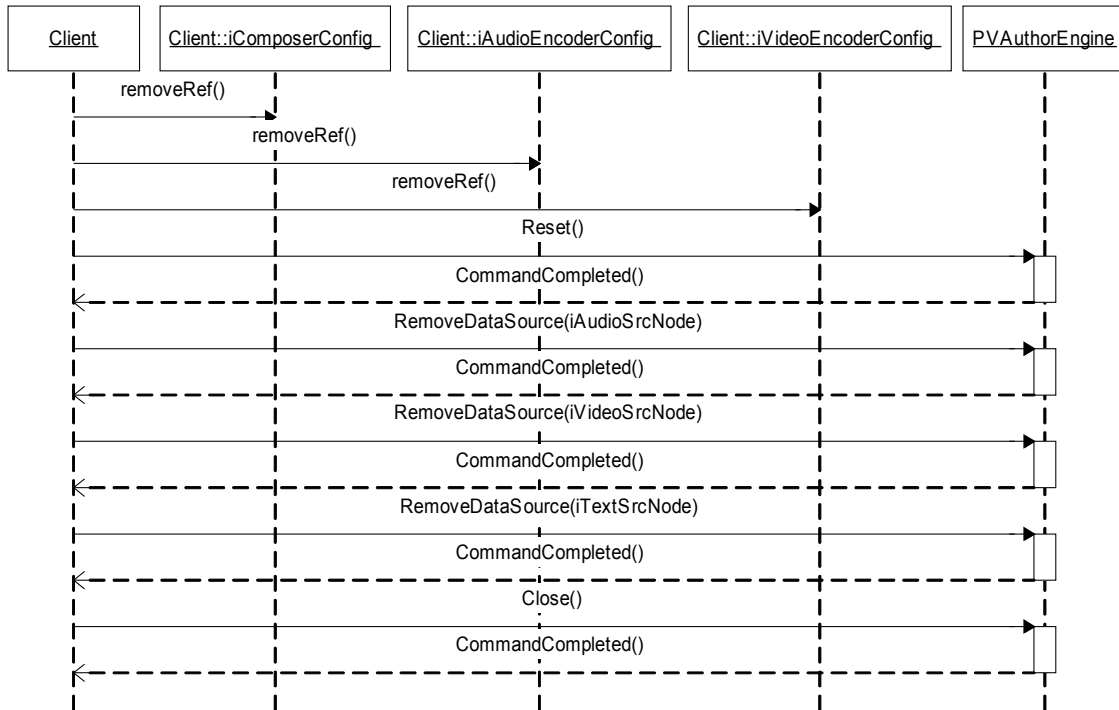 Client
Client::iComposerConfig
Client::iAudioEncoderConfig
Client::iVideoEncoderConfig
PVAuthorEngine
removeRef()
removeRef()
removeRef()
Reset()
CommandCompleted()
RemoveDataSource(iAudioSrcNode)
CommandCompleted()
RemoveDataSource(iVideoSrcNode)
CommandCompleted()
RemoveDataSource(iTextSrcNode)
CommandCompleted()
Close()
CommandCompleted()